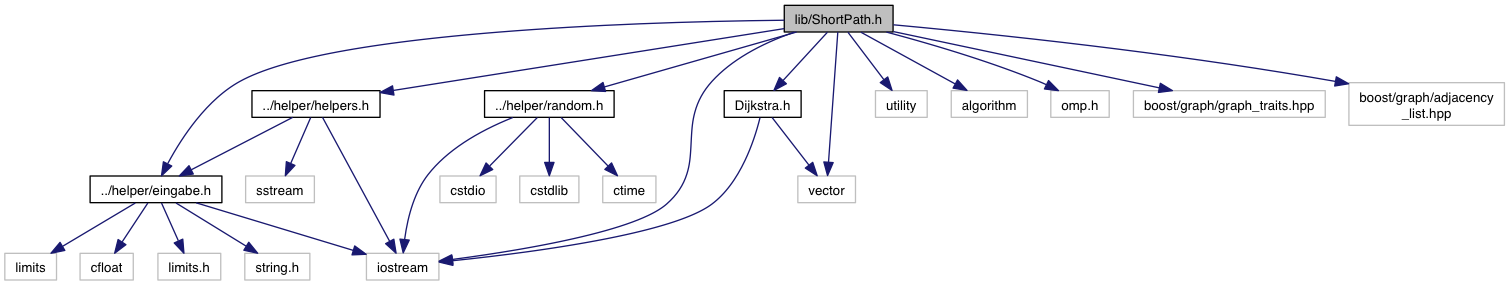 lib/ShortPath.h
../helper/helpers.h
../helper/random.h
Dijkstra.h
utility
algorithm
omp.h
boost/graph/graph_traits.hpp
boost/graph/adjacency
_list.hpp
../helper/eingabe.h
sstream
cstdio
cstdlib
ctime
vector
limits
cfloat
limits.h
string.h
iostream